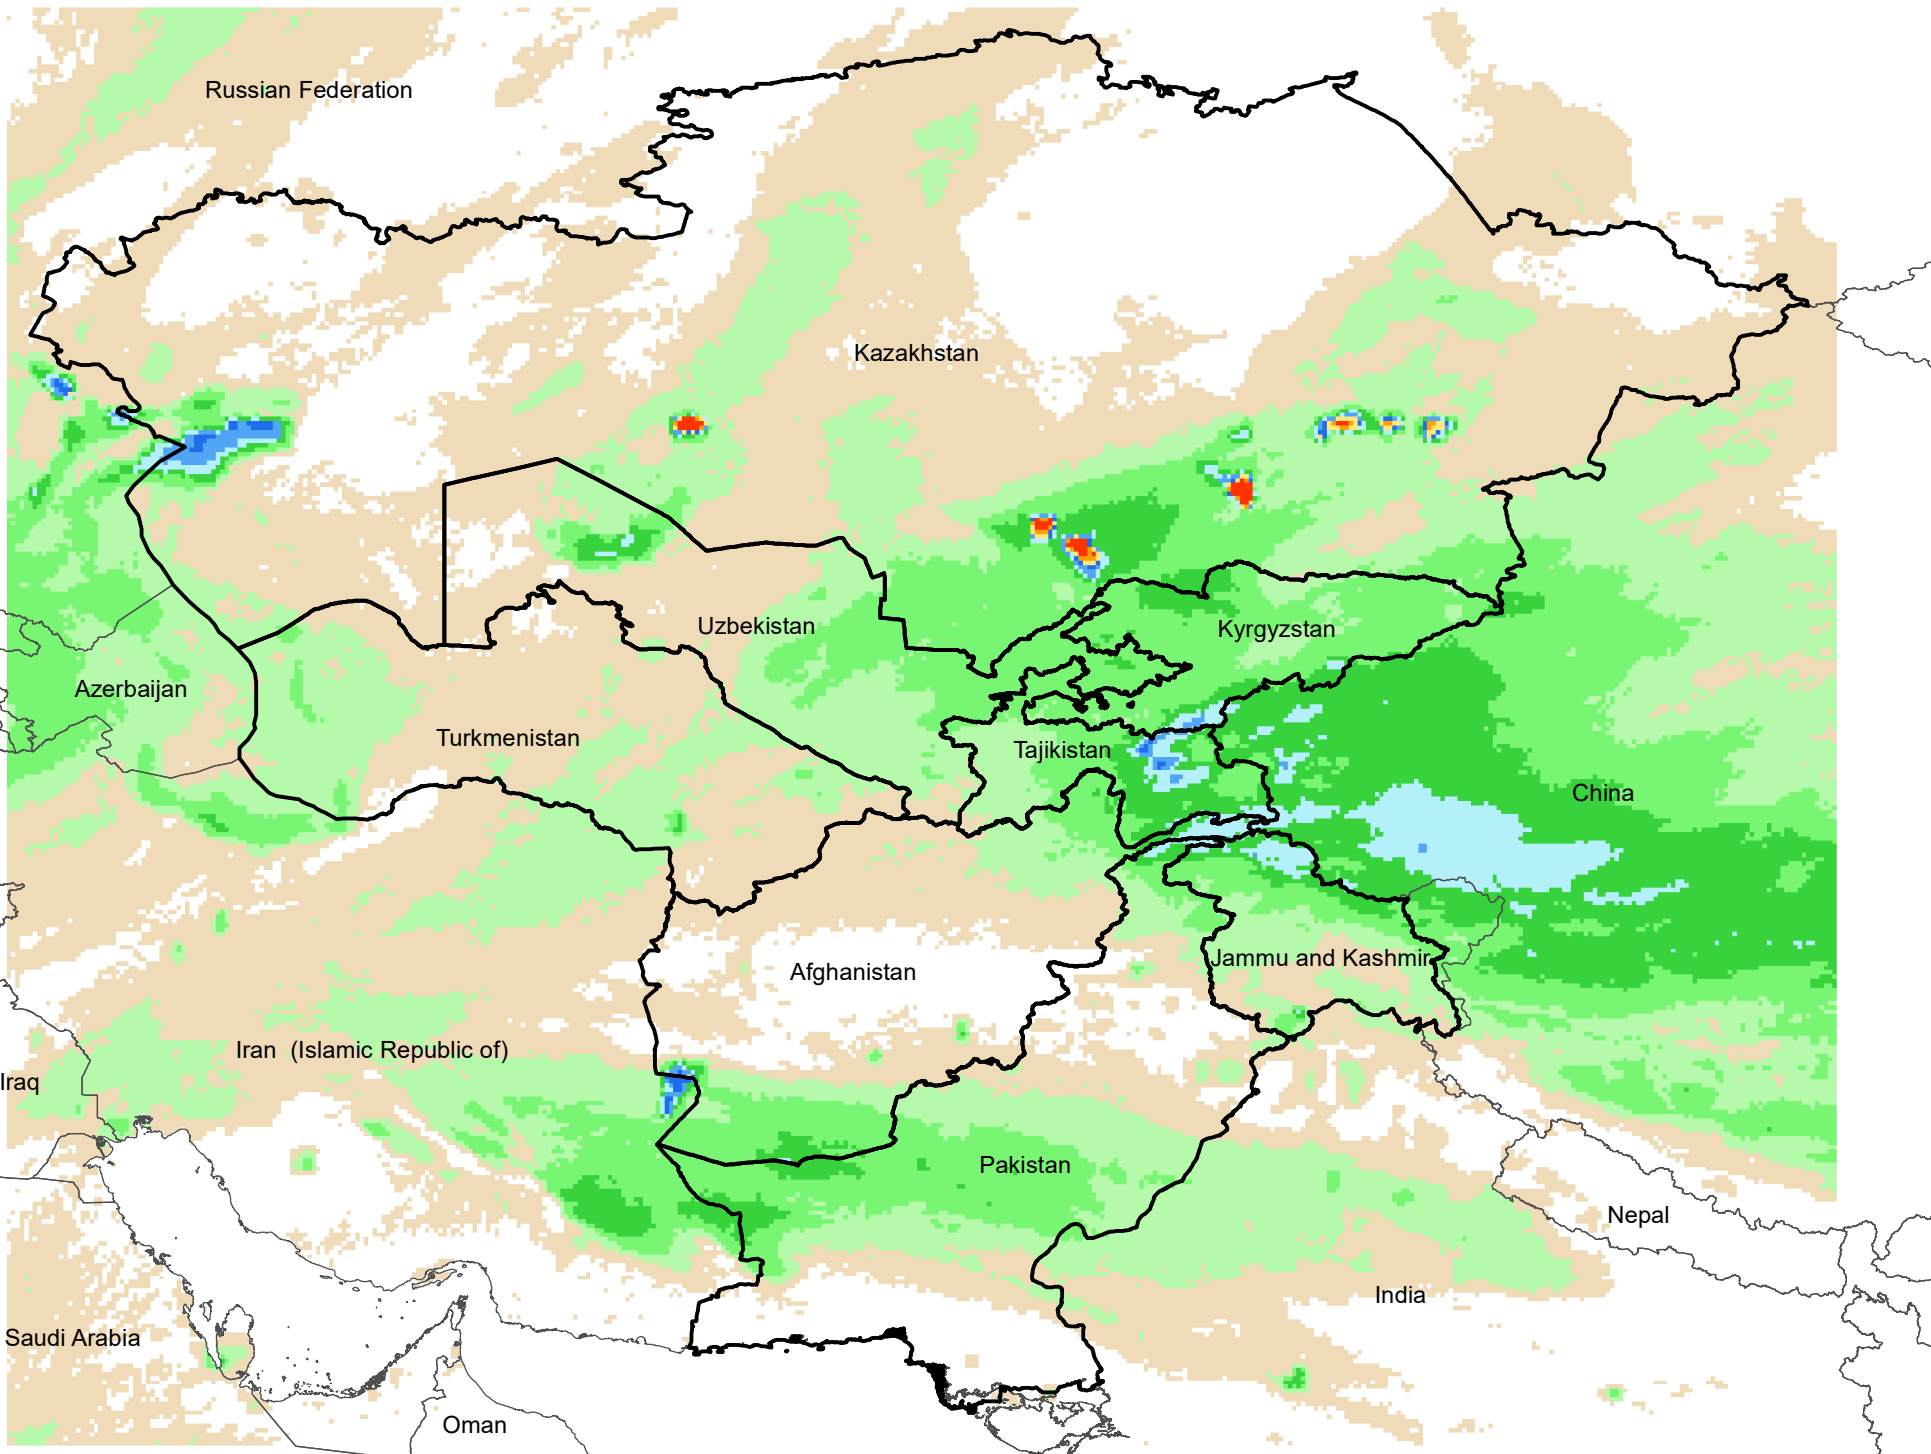 Russian Federation
Kazakhstan
Uzbekistan
Kyrgyzstan
Azerbaijan
Turkmenistan
Tajikistan
China
Afghanistan
Jammu and Kashmir
Iran  (Islamic Republic of)
Iraq
Pakistan
Nepal
India
Saudi Arabia
Oman